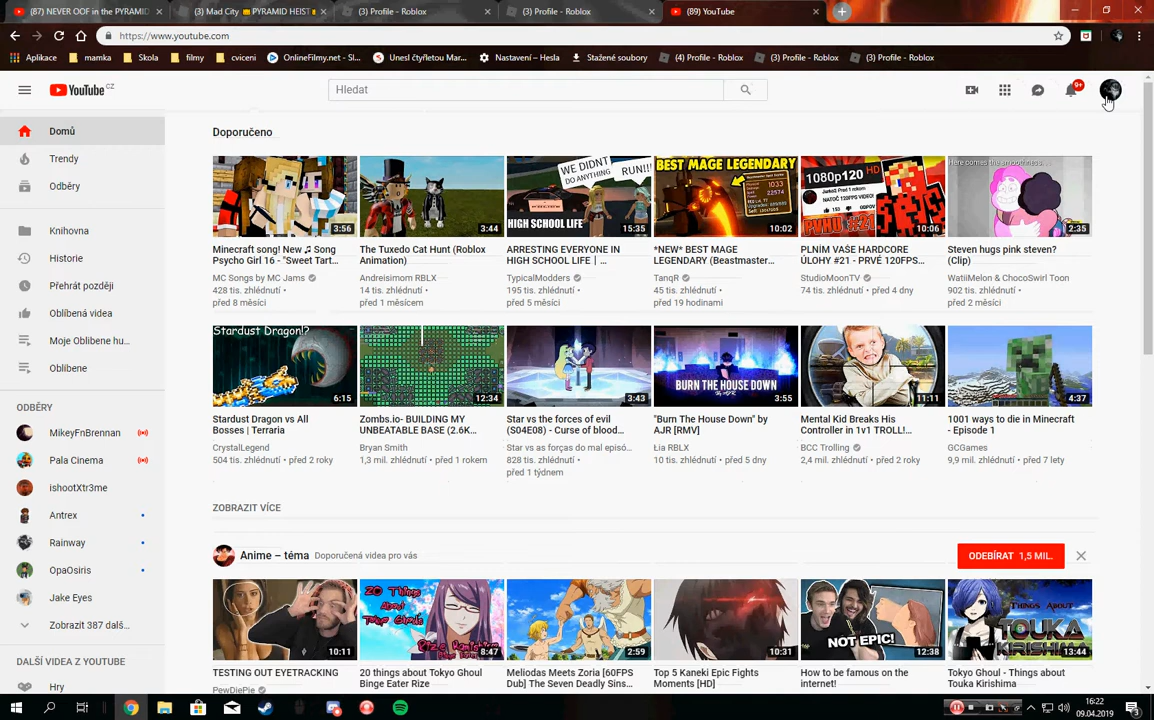 (87) NEVER OOF in the PYRAMID
(3) Mad City PYRAMID HEIST
(3) Profile - Roblox
(3) Profile - Roblox
(89) YouTube
https://www.youtube.com
Aplikace mamka Skola filmy cviceni OnlineFilmy.net -... Unesl čtyřletou Mar... Nastavení – Hesla Stažené soubory (4) Profile - Roblox (3) Profile - Roblox (3) Profile - Roblox
YouTube CZ
Hledat
9+
Domů
Trendy
Odběry
Knihovna
Historie
Přehrát později
Oblíbená videa
Moje Oblibene hu...
Oblíbene
ODBĚRY
MikeyFnBrennan
Pala Cinema
ishootXtr3me
Antrex
Rainway
OpaOsiris
Jake Eyes
Zobrazit 387 dalš...
DALŠÍ VIDEA Z YOUTUBE
Hry
Doporučeno
3:56
3:44
WE DIDNT DO ANYTHING
RUN!!
HIGH SCHOOL LIFE
15:35
BEST MAGE LEGENDARY
10:02
1080p120 HD
10:06
Here comes the smoothness...
2:35
Minecraft song! New ♫ Song Psycho Girl 16 - "Sweet Tart...
MC Songs by MC Jams
428 tis. zhlédnutí •
před 8 měsíci
The Tuxedo Cat Hunt (Roblox Animation)
Andreisimom RBLX
14 tis. zhlédnutí •
před 1 měsícem
ARRESTING EVERYONE IN HIGH SCHOOL LIFE | ...
TypicalModders
195 tis. zhlédnutí •
před 5 měsíci
*NEW* BEST MAGE LEGENDARY (Beastmaster...
TanqR
45 tis. zhlédnutí •
před 19 hodinami
PLNÍM VAŠE HARDCORE ÚLOHY #21 - PRVÉ 120FPS...
StudioMoonTV
74 tis. zhlédnutí • před 4 dny
Steven hugs pink steven? (Clip)
WatiiMelon & ChocoSwirl Toon
902 tis. zhlédnutí •
před 2 měsíci
Stardust Dragon!?
6:15
12:34
3:43
BURN THE HOUSE DOWN
3:55
11:11
4:37
Stardust Dragon vs All Bosses | Terraria
CrystalLegend
504 tis. zhlédnutí • před 2 roky
Zombs.io- BUILDING MY UNBEATABLE BASE (2.6K...
Bryan Smith
1,3 mil. zhlédnutí • před 1 rokem
Star vs the forces of evil (S04E08) - Curse of blood...
Star vs as forças do mal episó...
828 tis. zhlédnutí •
před 1 týdnem
"Burn The House Down" by AJR [RMV]
Łia RBLX
10 tis. zhlédnutí • před 5 dny
Mental Kid Breaks His Controller in 1v1 TROLL!...
BCC Trolling
2,4 mil. zhlédnutí • před 2 roky
1001 ways to die in Minecraft - Episode 1
GCGames
9,9 mil. zhlédnutí • před 7 lety
ZOBRAZIT VÍCE
Anime – téma Doporučená videa pro vás
ODEBÍRAT 1,5 MIL.
10:11
20 Things About Tokyo Ghouls
8:47
2:59
10:31
NOT EPIC!
12:38
THINGS ABOUT TOUKA KIRISHIMA
13:44
TESTING OUT EYETRACKING
PewDiePie
20 things about Tokyo Ghoul Binge Eater Rize
Meliodas Meets Zoria [60FPS Dub] The Seven Deadly Sins...
Top 5 Kaneki Epic Fights Moments [HD]
How to be famous on the internet!
Tokyo Ghoul - Things about Touka Kirishima
16:22
09.04.2019
3